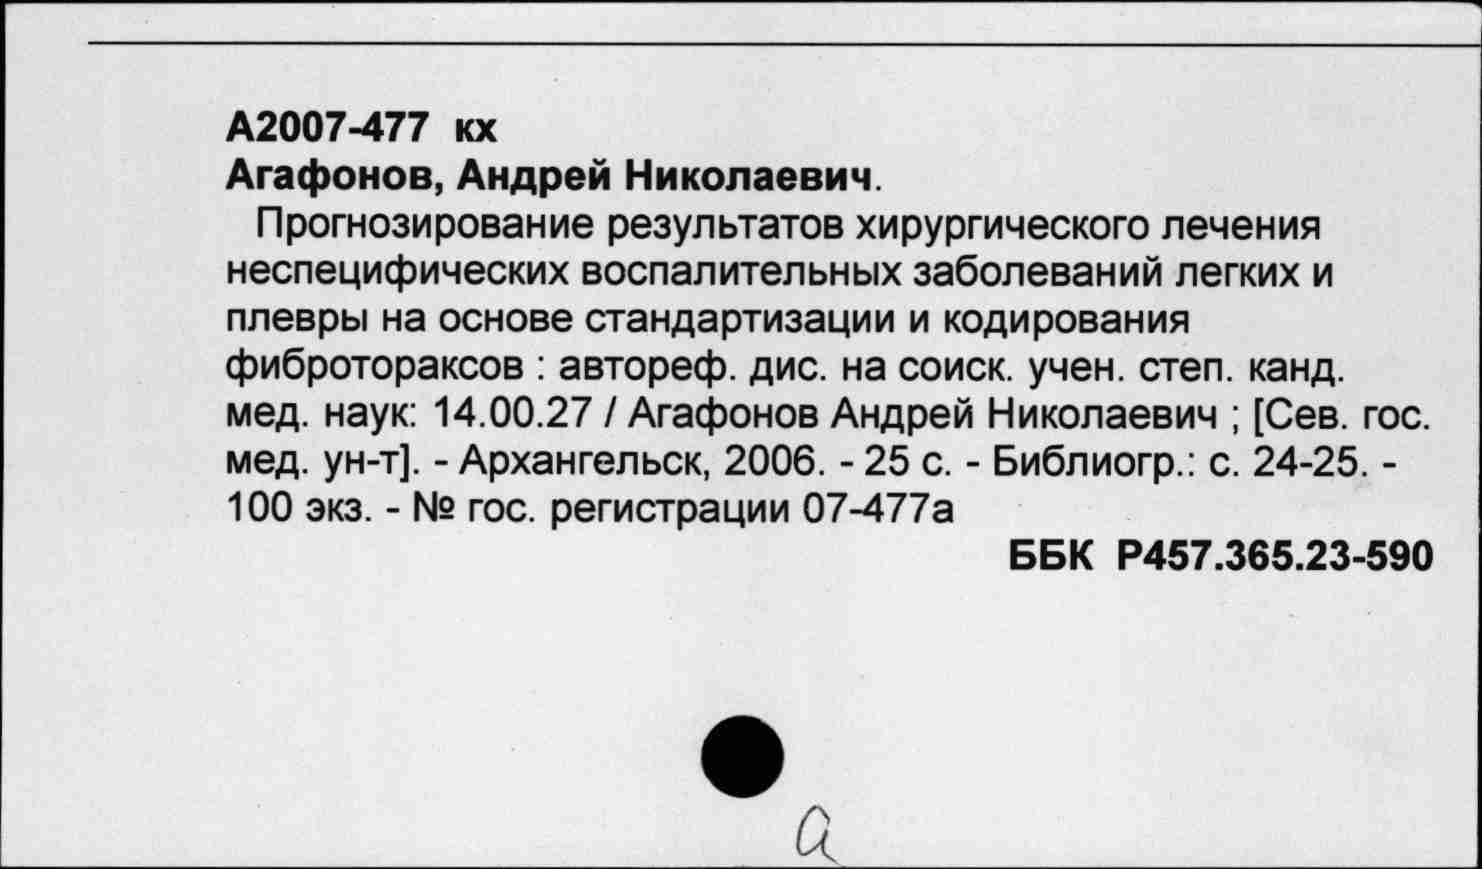 А2007-477 кх
Агафонов, Андрей Николаевич.
Прогнозирование результатов хирургического лечения
неспецифических воспалительных заболеваний легких и
плевры на основе стандартизации и кодирования
фибротораксов : автореф. дис. на соиск. учен. степ. канд.
мед. наук: 14.00.27 / Агафонов Андрей Николаевич ; [Сев. гос.
мед. ун-т]. - Архангельск, 2006. - 25 с. - Библиогр.: с. 24-25. -
100 экз. - № гос. регистрации 07-477а
ББК Р457.365.23-590
а